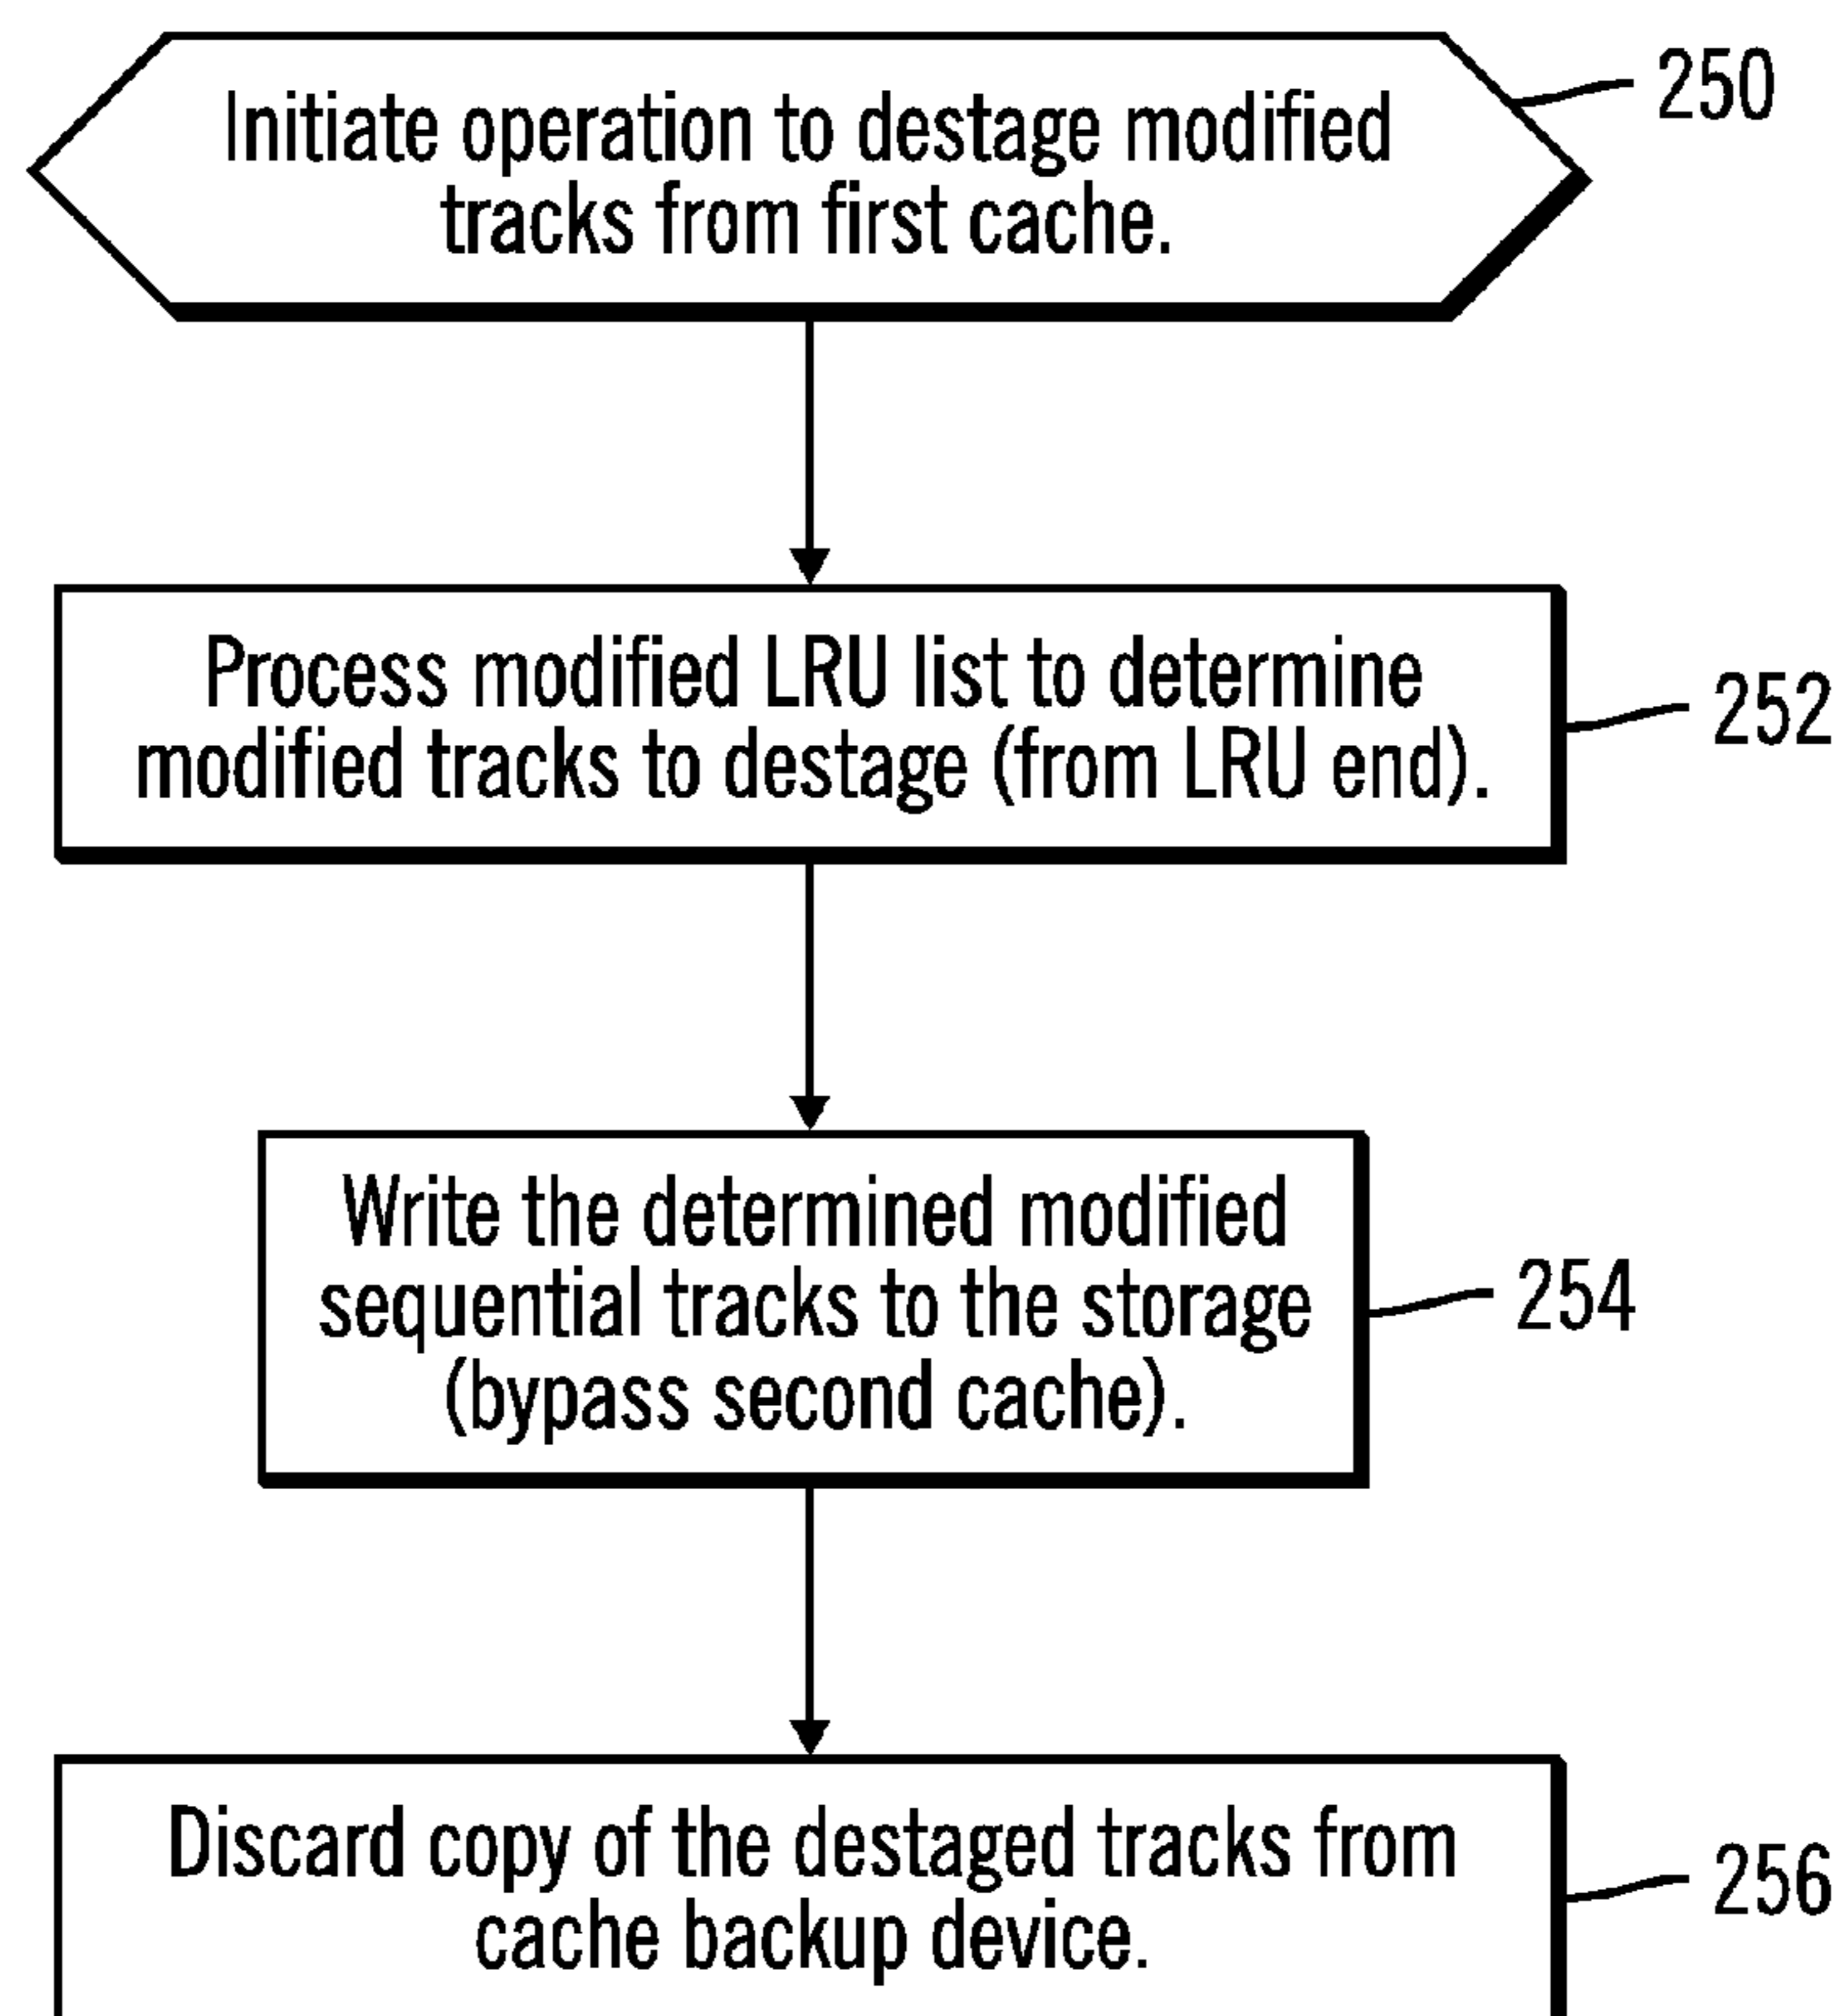 Initiate operation to destage modified
tracks from first cache.
250
Process modified LRU list to determine
modified tracks to destage (from LRU end).
252
Write the determined modified
sequential tracks to the storage
(bypass second cache).
254
Discard copy of the destaged tracks from
cache backup device.
256